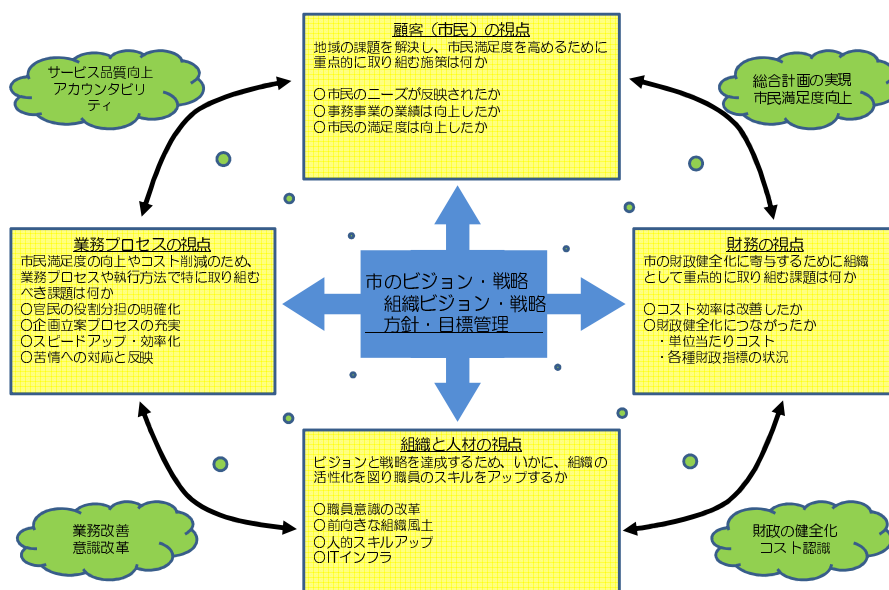 顧客（市民）の視点
地域の課題を解決し、市民満足度を高めるために
重点的に取り組む施策は何か
〇市民のニーズが反映されたか
〇事務事業の業績は向上したか
〇市民の満足度は向上したか
サービス品質向上
アカウンタビリ
ティ
総合計画の実現
市民満足度向上
業務プロセスの視点
市民満足度の向上やコスト削減のため、
業務プロセスや執行方法で特に取り組む
べき課題は何か
〇官民の役割分担の明確化
〇企画立案プロセスの充実
〇スピードアップ・効率化
〇苦情への対応と反映
市のビジョン・戦略
組織ビジョン・戦略
方針・目標管理
財務の視点
市の財政健全化に寄与するために組織
として重点的に取り組む課題は何か
〇コスト効率は改善したか
〇財政健全化につながったか
・単位当たりコスト
・各種財政指標の状況
組織と人材の視点
ビジョンと戦略を達成するため、いかに、組織の
活性化を図り職員のスキルをアップするか
〇職員意識の改革
〇前向きな組織風土
〇人的スキルアップ
〇ITインフラ
業務改善
意識改革
財政の健全化
コスト認識